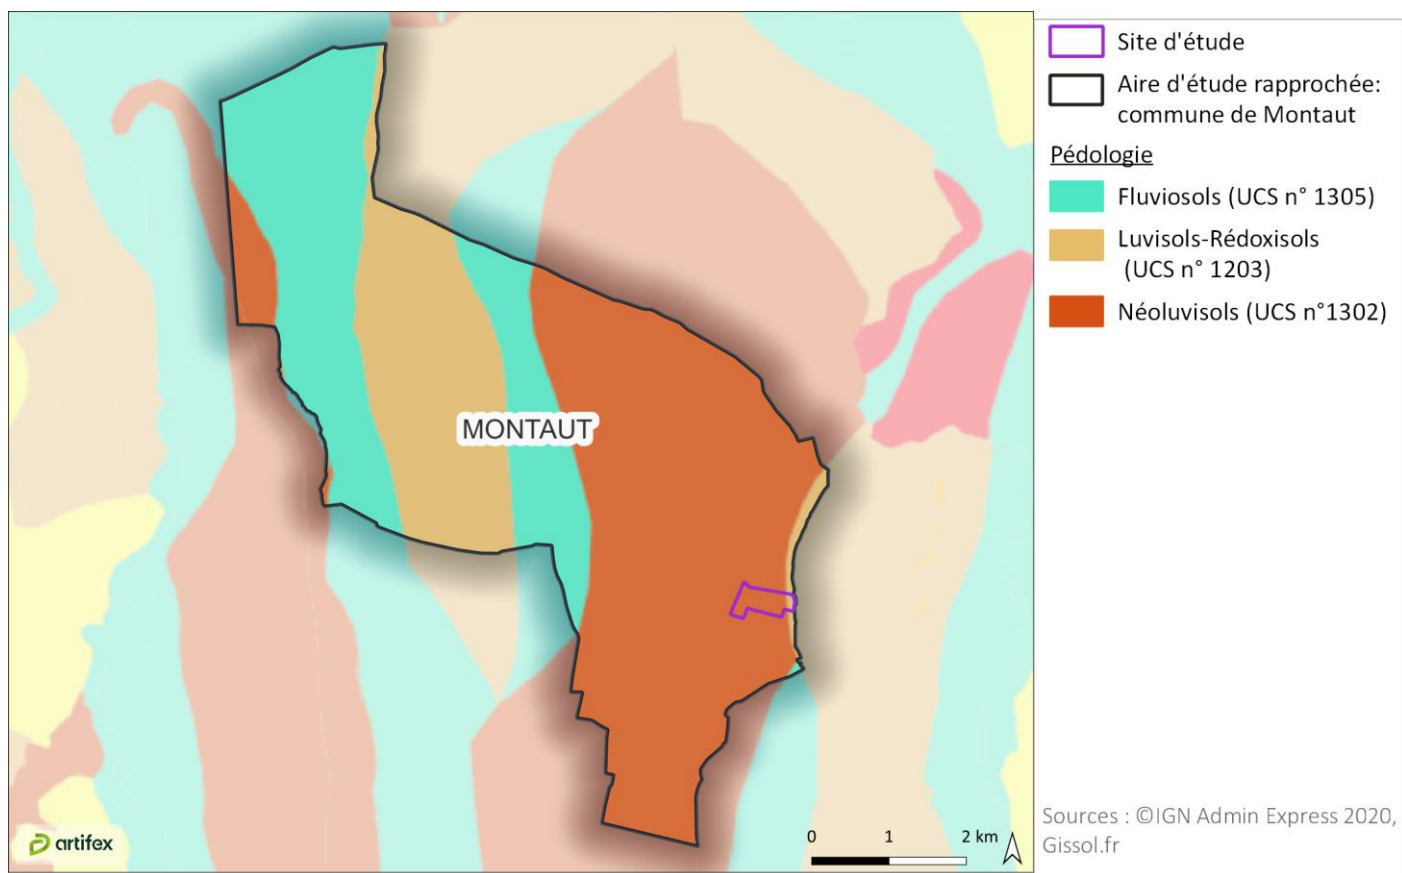 Site d'étude
Aire d'étude rapprochée:
commune de Montaut
Pédologie
Fluviosols (UCS n° 1305)
Luvisols-Rédoxisols
(UCS n° 1203)
Néoluvisols (UCS n°1302)
MONTAUT
0 1 2 km
artifex
Sources : ©IGN Admin Express 2020,
Gissol.fr